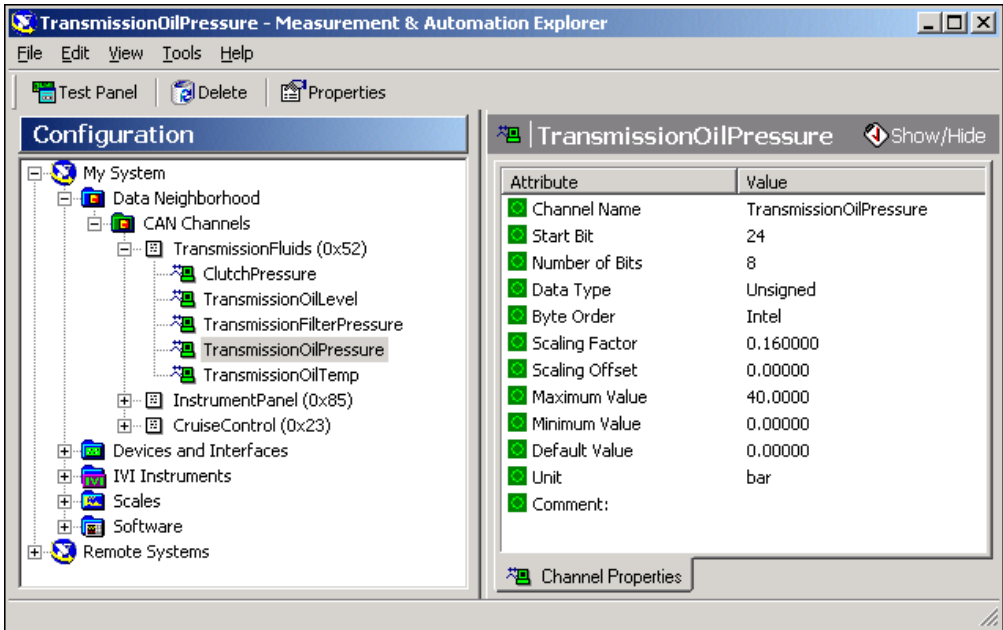 TransmissionOilPressure - Measurement & Automation Explorer
File Edit View Tools Help
Test Panel Delete Properties
Configuration
My System
Data Neighborhood
CAN Channels
TransmissionFluids (0x52)
ClutchPressure
TransmissionOilLevel
TransmissionFilterPressure
TransmissionOilPressure
TransmissionOilTemp
InstrumentPanel (0x85)
CruiseControl (0x23)
Devices and Interfaces
IVI Instruments
Scales
Software
Remote Systems
TransmissionOilPressure Show/Hide
Attribute Value
Channel Name TransmissionOilPressure
Start Bit 24
Number of Bits 8
Data Type Unsigned
Byte Order Intel
Scaling Factor 0.160000
Scaling Offset 0.00000
Maximum Value 40.0000
Minimum Value 0.00000
Default Value 0.00000
Unit bar
Comment:
Channel Properties